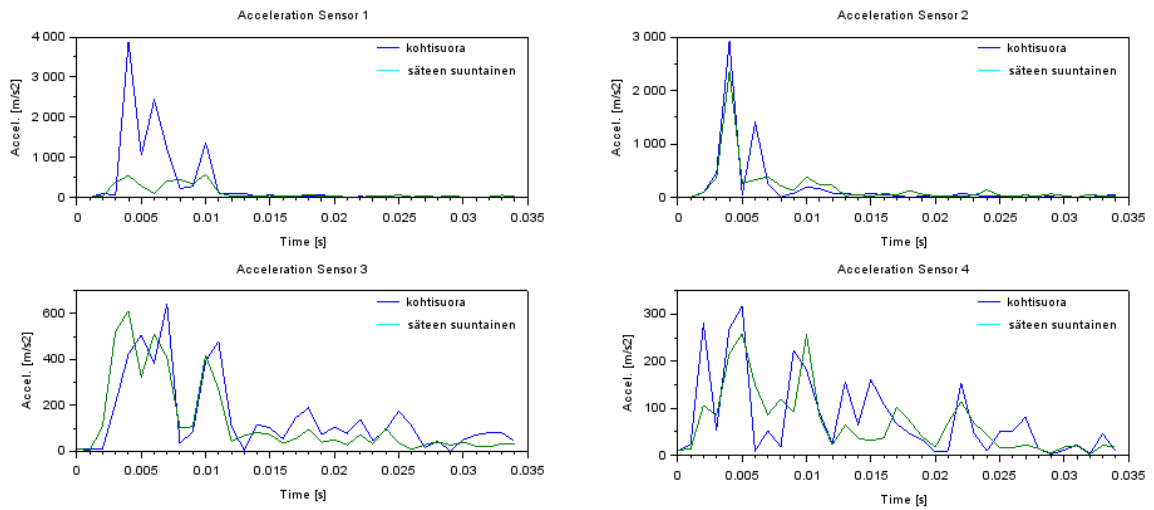 Acceleration Sensor 1
4 000
3 000
2 000
1 000
0
Accel. [m/s2]
kohtisuora
säteen suuntainen
0 0.005 0.01 0.015 0.02 0.025 0.03 0.035
Time [s]
Acceleration Sensor 2
3 000
2 000
1 000
0
Accel. [m/s2]
kohtisuora
säteen suuntainen
0 0.005 0.01 0.015 0.02 0.025 0.03 0.035
Time [s]
Acceleration Sensor 3
600
400
200
0
Accel. [m/s2]
kohtisuora
säteen suuntainen
0 0.005 0.01 0.015 0.02 0.025 0.03 0.035
Time [s]
Acceleration Sensor 4
300
200
100
0
Accel. [m/s2]
kohtisuora
säteen suuntainen
0 0.005 0.01 0.015 0.02 0.025 0.03 0.035
Time [s]